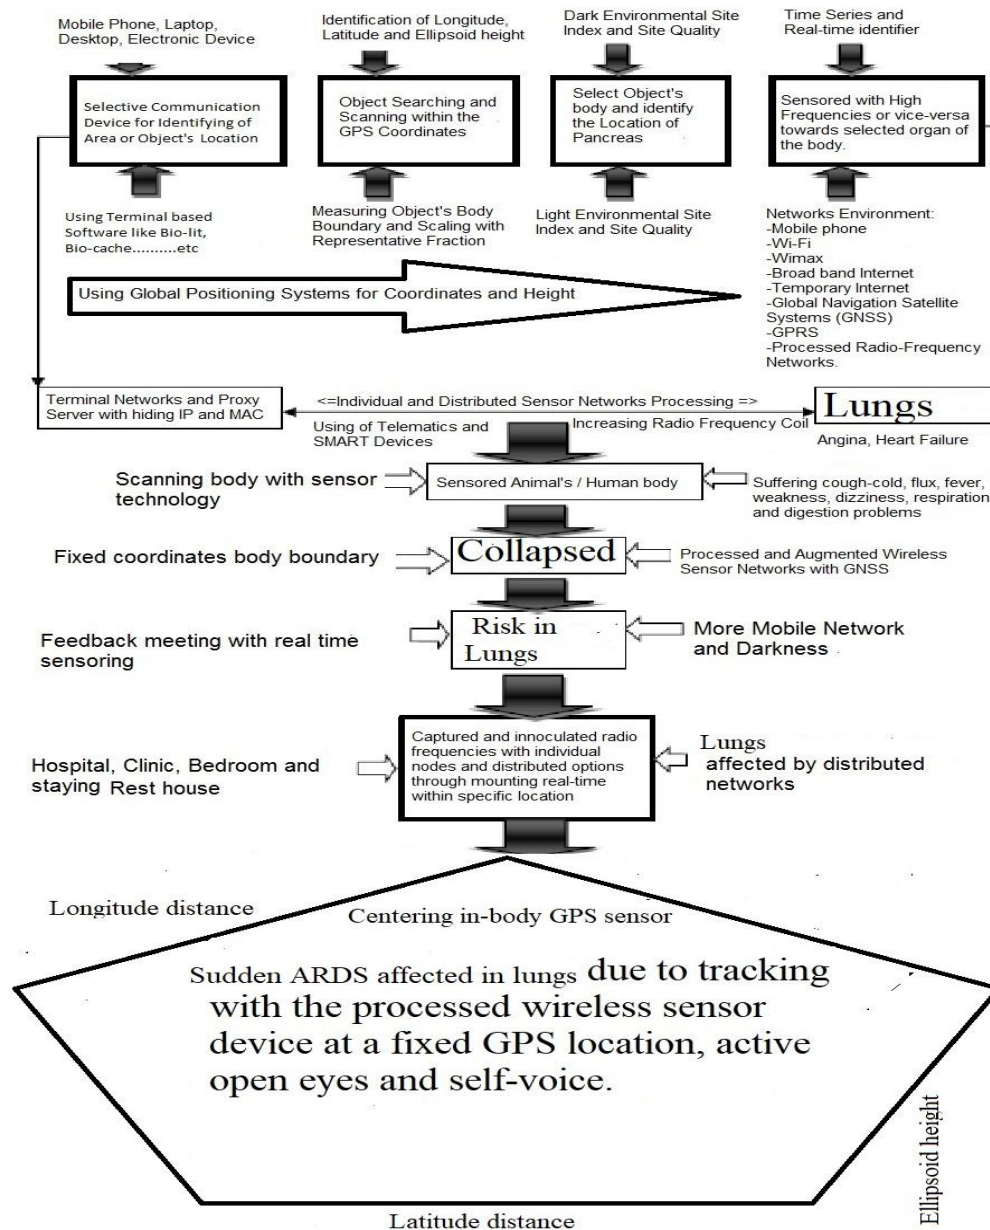 Mobile Phone, Laptop,
Desktop, Electronic Device
Identification of Longitude,
Latitude and Ellipsoid height
Dark Environmental Site
Index and Site Quality
Time Series and
Real-time identifier
Selective Communication
Device for Identifying of
Area or Object's Location
Object Searching and
Scanning within the
GPS Coordinates
Select Object's
body and identify
the Location of
Pancreas
Sensored with High
Frequencies or vice-versa
towards selected organ of
the body.
Using Terminal based
Software like Bio-lit,
Bio-cache..........etc
Measuring Object's Body
Boundary and Scaling with
Representative Fraction
Light Environmental Site
Index and Site Quality
Networks Environment:
-Mobile phone
-Wi-Fi
-Wimax
-Broad band Internet
-Temporary Internet
-Global Navigation Satellite
Systems (GNSS)
-GPRS
-Processed Radio-Frequency
Networks.
Using Global Positioning Systems for Coordinates and Height
Terminal Networks and Proxy
Server with hiding IP and MAC
<=Individual and Distributed Sensor Networks Processing =>
Using of Telematics and
SMART Devices
Increasing Radio Frequency Coil
Lungs
Angina, Heart Failure
Scanning body with sensor
technology
Sensored Animal's / Human body
Suffering cough-cold, flux, fever,
weakness, dizziness, respiration
and digestion problems
Fixed coordinates body boundary
Collapsed
Processed and Augmented Wireless
Sensor Networks with GNSS
Feedback meeting with real time
sensoring
Risk in
Lungs
More Mobile Network
and Darkness
Hospital, Clinic, Bedroom and
staying Rest house
Captured and innoculated radio
frequencies with individual
nodes and distributed options
through mounting real-time
within specific location
Lungs
affected by distributed
networks
Longitude distance
Centering in-body GPS sensor
Sudden ARDS affected in lungs due to tracking
with the processed wireless sensor
device at a fixed GPS location, active
open eyes and self-voice.
Ellipsoid height
Latitude distance